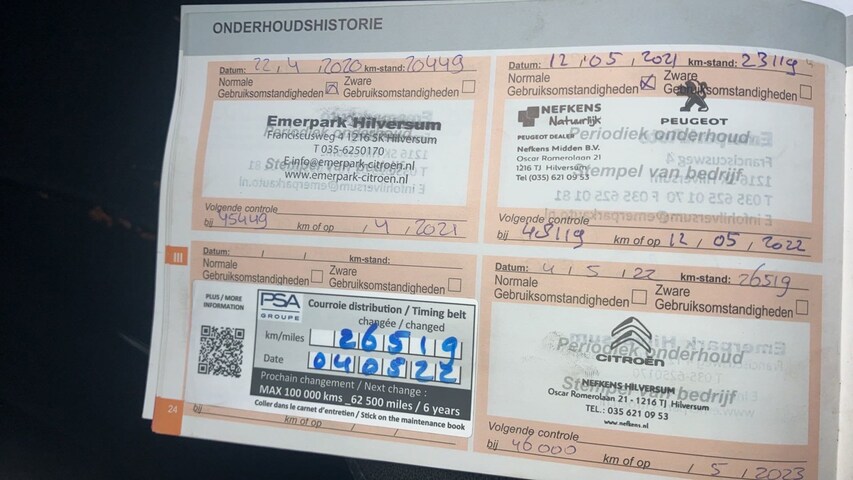 ONDERHOUDSHISTORIE
Datum: 22.4.2020 km-stand: 20449
Normale Gebruiksomstandigheden ☒ Zware Gebruiksomstandigheden ☐
Emerpark Hilversum
Franciscusweg 4 1216 SK Hilversum
T 035-6250170
E info@emerpark-citroen.nl
www.emerpark-citroen.nl
Periodiek onderhoud
Stempel van bedrijf
Volgende controle
bij 45449 km of op / 4 / 2021
Datum: 12.05.2021 km-stand: 23119
Normale Gebruiksomstandigheden ☒ Zware Gebruiksomstandigheden ☐
NEFKENS
Natuurlijk
PEUGEOT
PEUGEOT DEALER
Nefkens Midden B.V.
Oscar Romerolaan 21
1216 TJ Hilversum
Tel (035) 621 09 53
Periodiek onderhoud
Stempel van bedrijf
Volgende controle
bij 48119 km of op 12.05.2022
III
Datum: / / km-stand:
Normale Gebruiksomstandigheden ☐ Zware Gebruiksomstandigheden ☐
PLUS / MORE
INFORMATION
PSA
GROUPE
Courroie distribution / Timing belt
changée / changed
km/miles 26519
Date 040522
Prochain changement / Next change :
MAX 100 000 kms _62 500 miles / 6 years
Coller dans le carnet d'entretien / Stick on the maintenance book
bij km of op / /
Datum: 4.5.22 km-stand: 26519
Normale Gebruiksomstandigheden ☐ Zware Gebruiksomstandigheden ☐
CITROËN
Periodiek onderhoud
Stempel van bedrijf
NEFKENS HILVERSUM
Oscar Romerolaan 21 - 1216 TJ Hilversum
TEL.: 035 621 09 53
www.nefkens.nl
Volgende controle
bij 46000 km of op / 5 / 2023
24